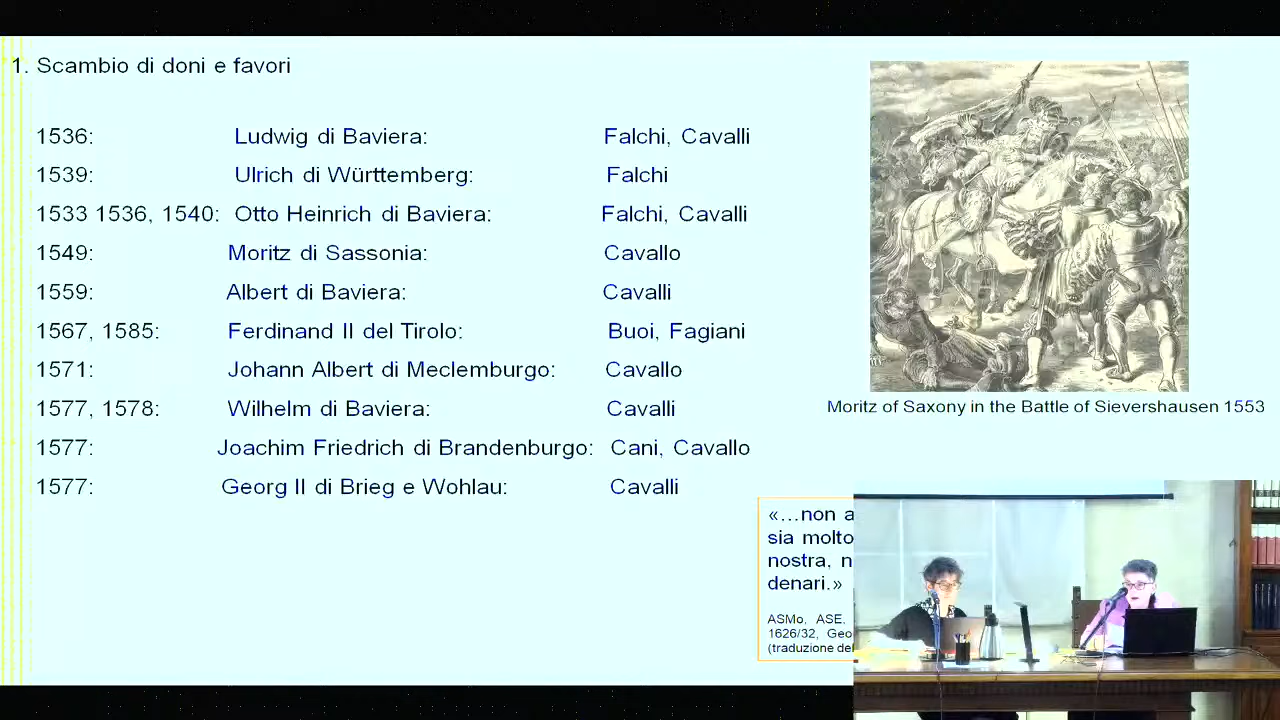 1. Scambio di doni e favori
1536: Ludwig di Baviera: Falchi, Cavalli
1539: Ulrich di Württemberg: Falchi
1533 1536, 1540: Otto Heinrich di Baviera: Falchi, Cavalli
1549: Moritz di Sassonia: Cavallo
1559: Albert di Baviera: Cavalli
1567, 1585: Ferdinand II del Tirolo: Buoi, Fagiani
1571: Johann Albert di Meclemburgo: Cavallo
1577, 1578: Wilhelm di Baviera: Cavalli
1577: Joachim Friedrich di Brandenburgo: Cani, Cavallo
1577: Georg II di Brieg e Wohlau: Cavalli
Moritz of Saxony in the Battle of Sievershausen 1553
«…non a
sia molto
nostra, n
denari.»
ASMo, ASE,
1626/32, Geo
(traduzione del